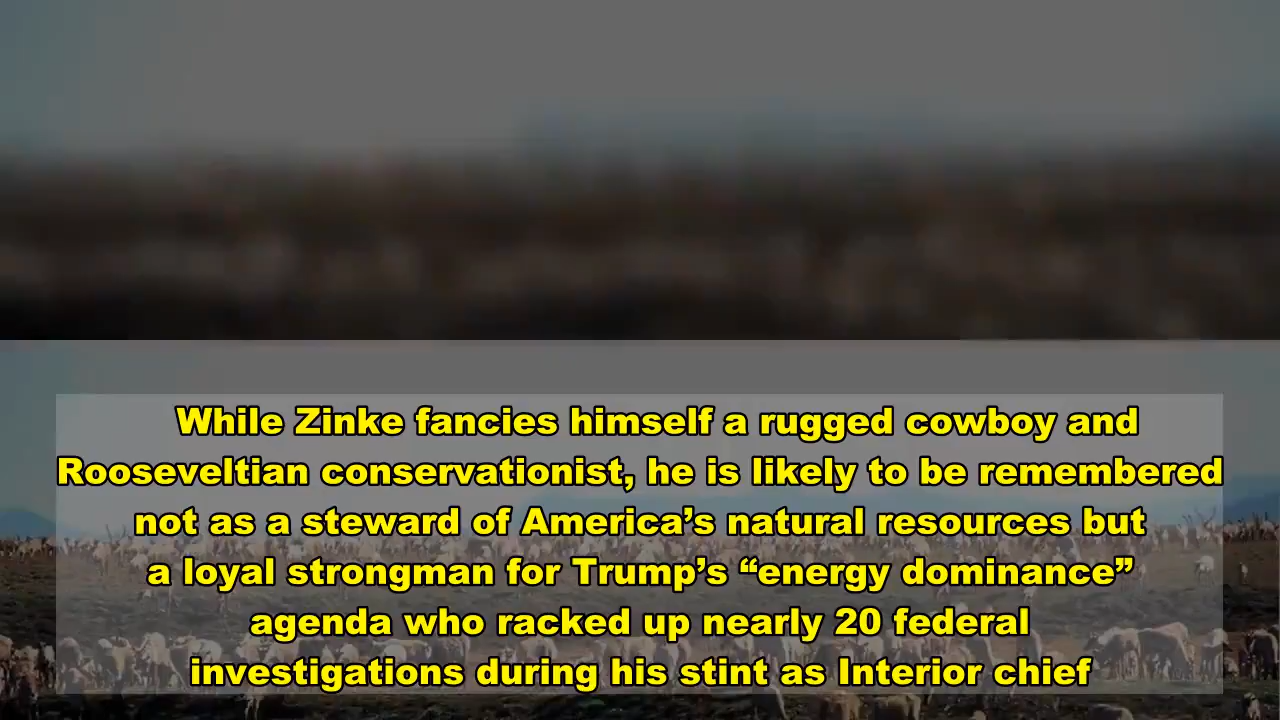 While Zinke fancies himself a rugged cowboy and
Rooseveltian conservationist, he is likely to be remembered
not as a steward of America’s natural resources but
a loyal strongman for Trump’s “energy dominance”
agenda who racked up nearly 20 federal
investigations during his stint as Interior chief